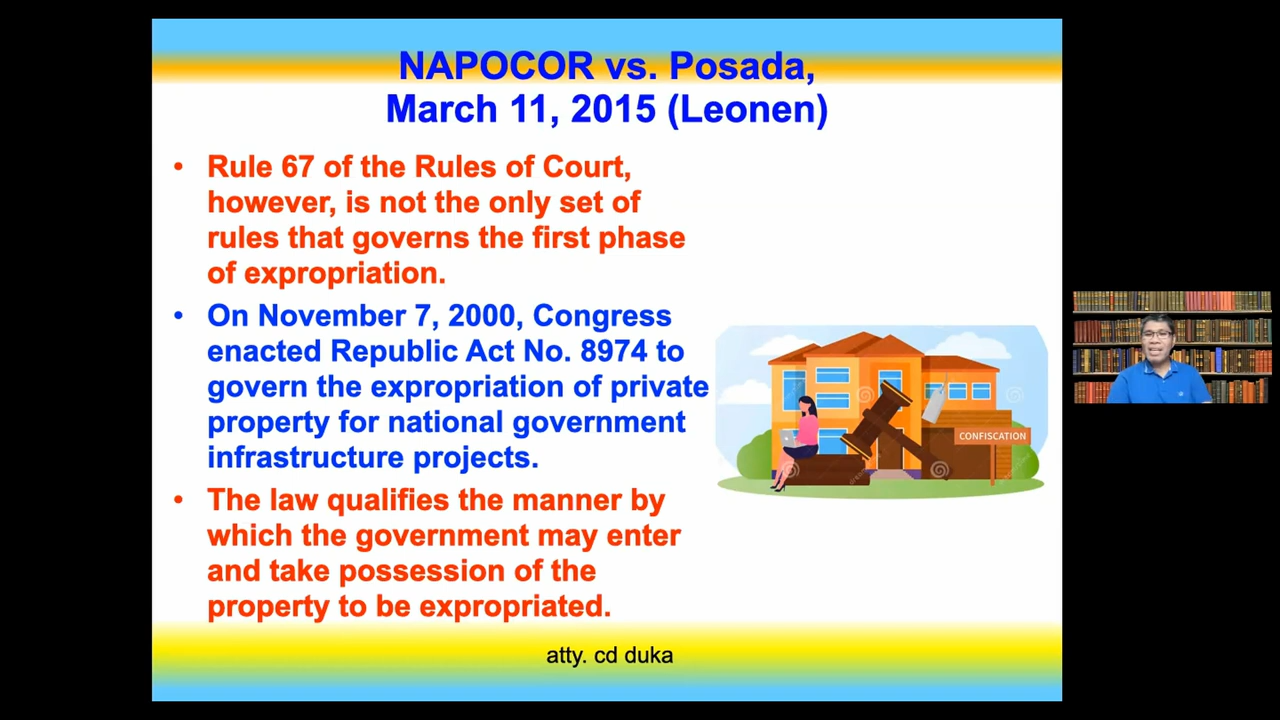 NAPOCOR vs. Posada,
March 11, 2015 (Leonen)
• Rule 67 of the Rules of Court,
however, is not the only set of
rules that governs the first phase
of expropriation.
• On November 7, 2000, Congress
enacted Republic Act No. 8974 to
govern the expropriation of private
property for national government
infrastructure projects.
• The law qualifies the manner by
which the government may enter
and take possession of the
property to be expropriated.
CONFISCATION
atty. cd duka